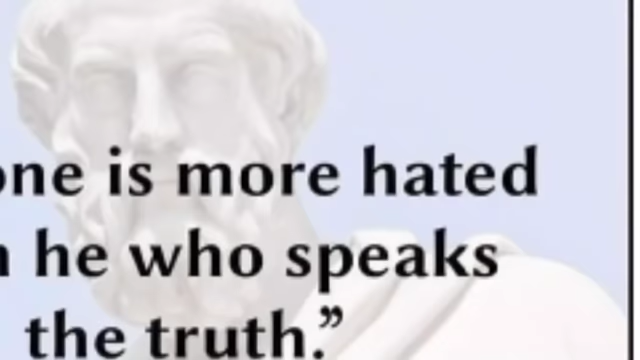 one is more hated
he who speaks
the truth.”